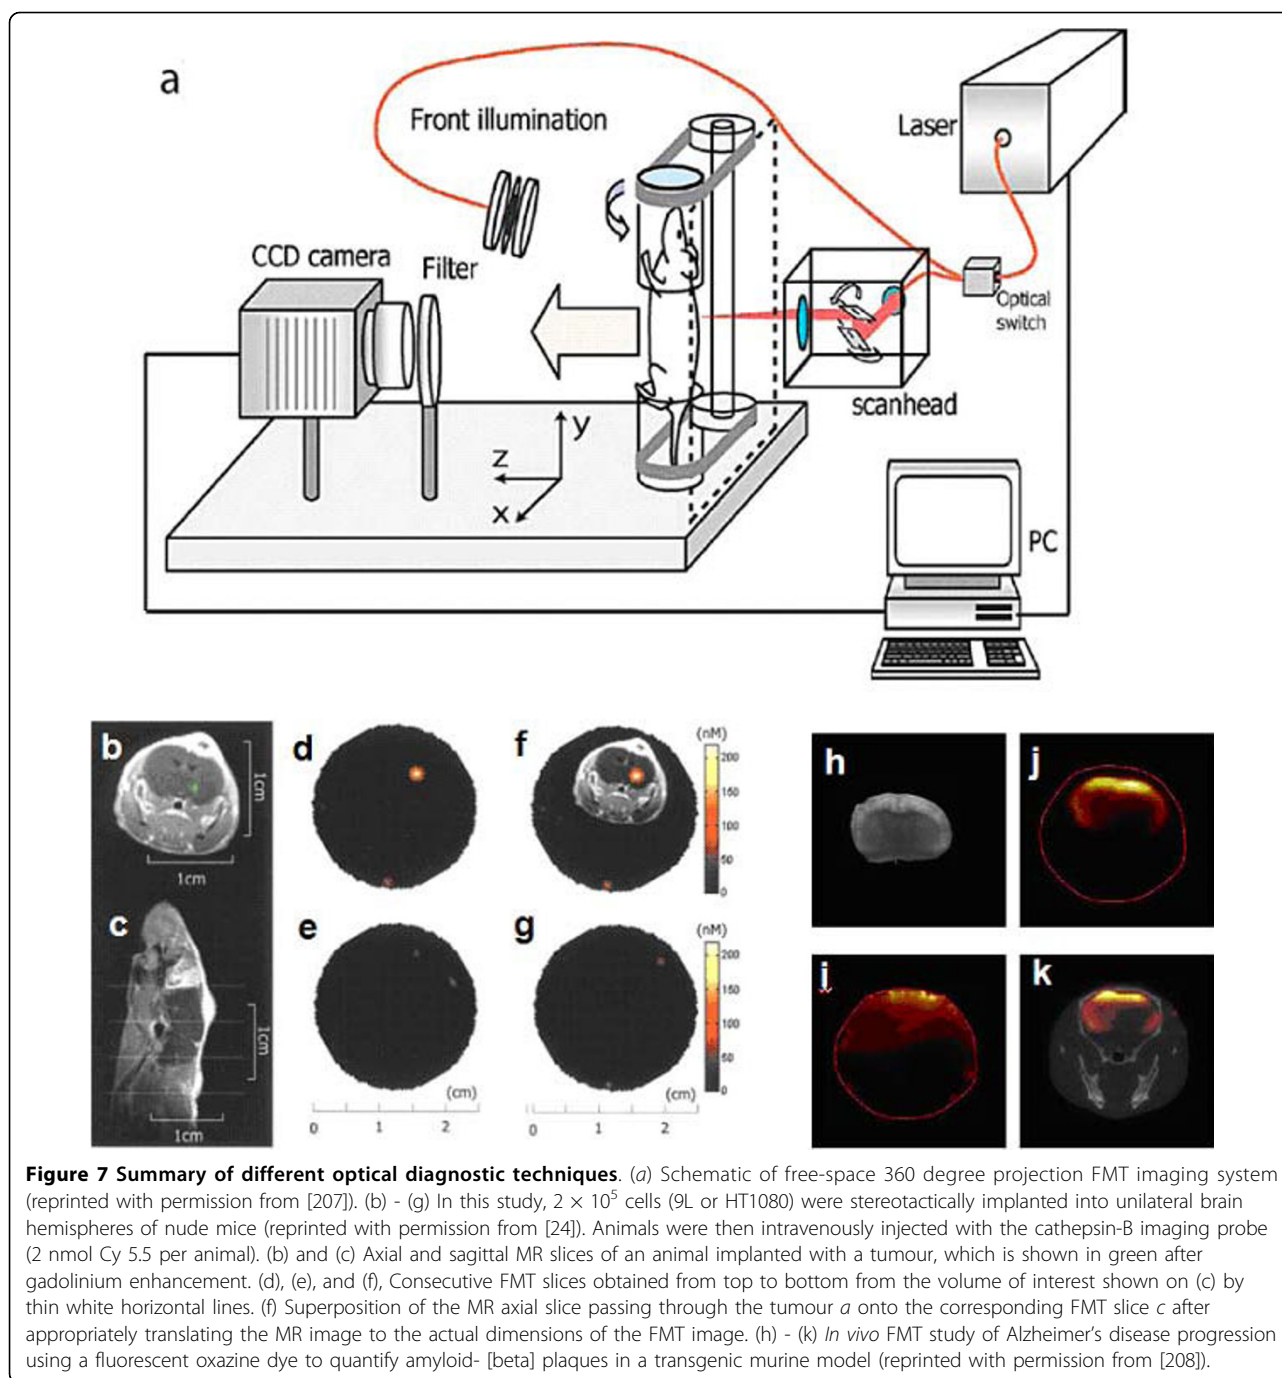 a
Front illumination
Laser
CCD camera
Filter
Optical
switch
scanhead
y
z
x
PC
b
1cm
1cm
d
f
(nM)
200
150
100
50
0
h
j
c
1cm
1cm
e
g
200
150
100
50
0
(cm)
(cm)
0 1 2
0 1 2
i
k
Figure 7 Summary of different optical diagnostic techniques. (a) Schematic of free-space 360 degree projection FMT imaging system
(reprinted with permission from [207]). (b) - (g) In this study, 2 × 10⁵ cells (9L or HT1080) were stereotactically implanted into unilateral brain
hemispheres of nude mice (reprinted with permission from [24]). Animals were then intravenously injected with the cathepsin-B imaging probe
(2 nmol Cy 5.5 per animal). (b) and (c) Axial and sagittal MR slices of an animal implanted with a tumour, which is shown in green after
gadolinium enhancement. (d), (e), and (f), Consecutive FMT slices obtained from top to bottom from the volume of interest shown on (c) by
thin white horizontal lines. (f) Superposition of the MR axial slice passing through the tumour a onto the corresponding FMT slice c after
appropriately translating the MR image to the actual dimensions of the FMT image. (h) - (k) In vivo FMT study of Alzheimer's disease progression
using a fluorescent oxazine dye to quantify amyloid- [beta] plaques in a transgenic murine model (reprinted with permission from [208]).